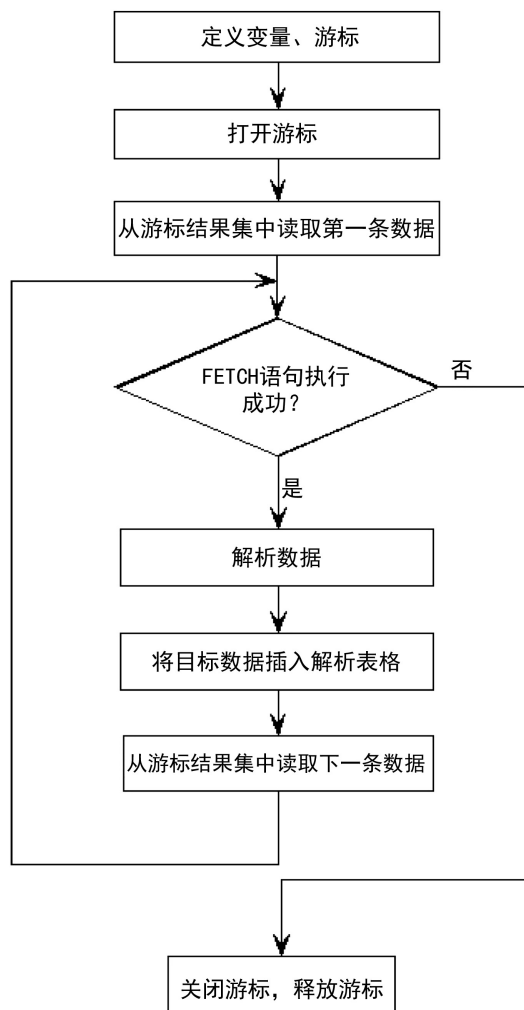 定义变量、游标
打开游标
从游标结果集中读取第一条数据
FETCH语句执行
成功？
否
是
解析数据
将目标数据插入解析表格
从游标结果集中读取下一条数据
关闭游标，释放游标